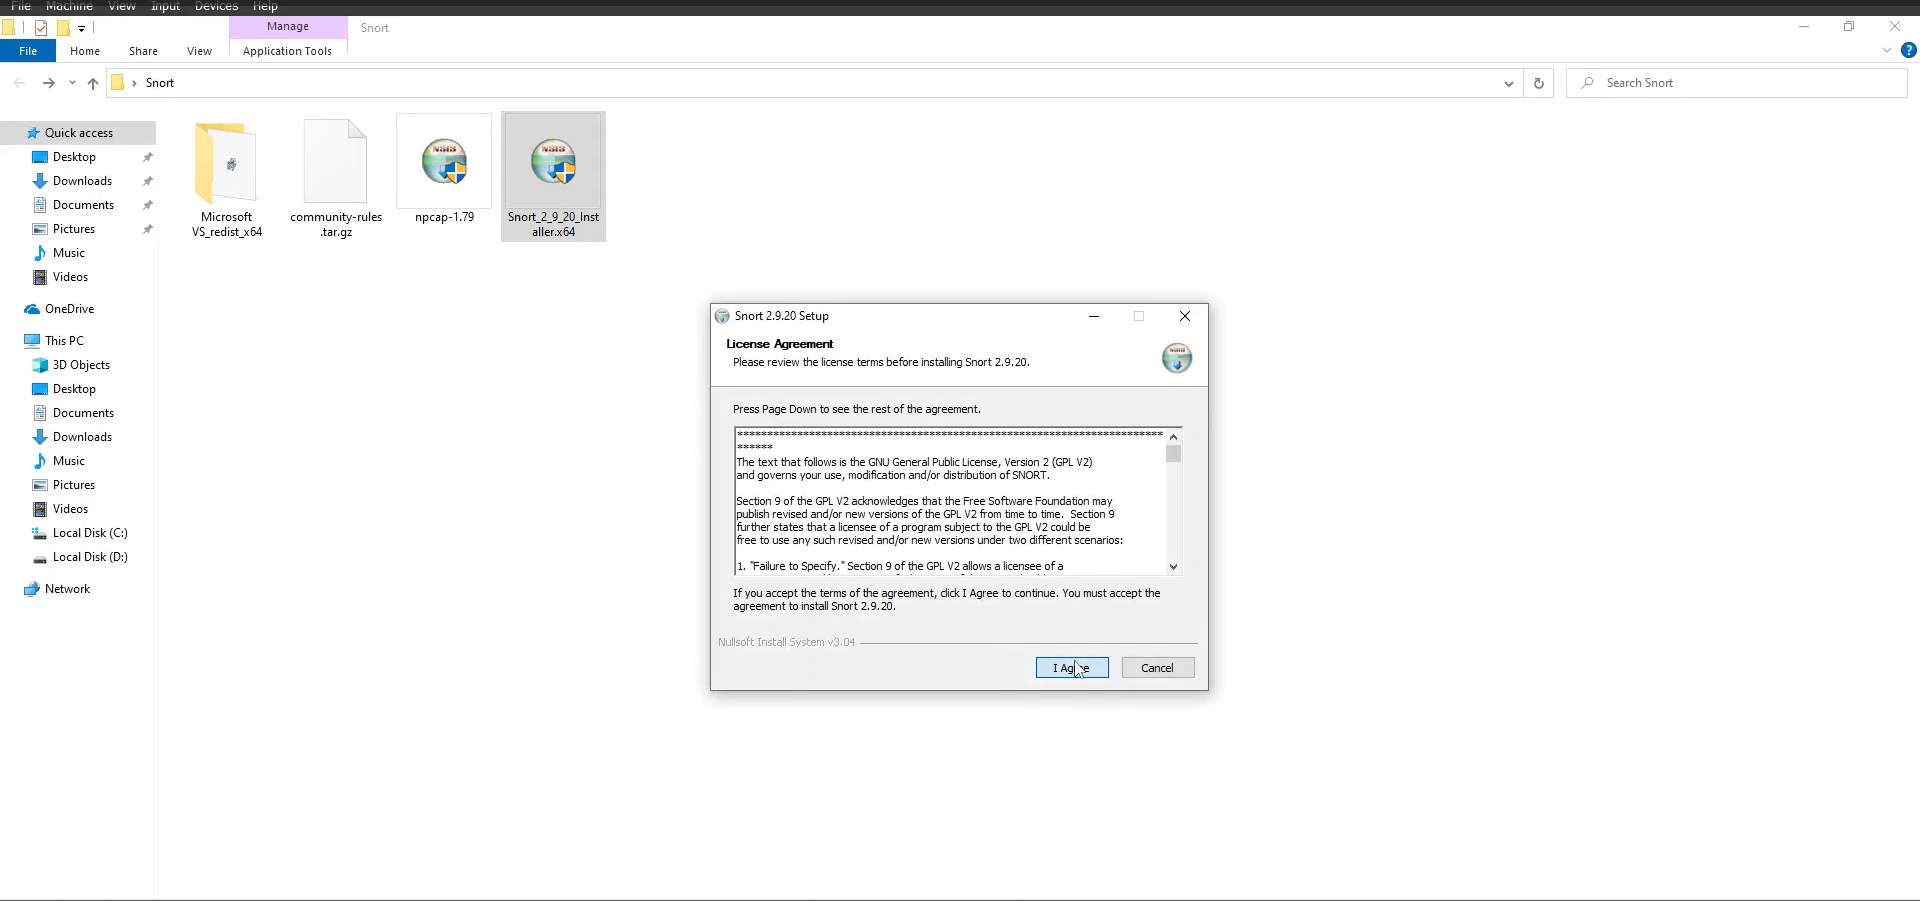 File Machine View Input Devices Help
Manage Snort
File Home Share View Application Tools
Snort
Search Snort
Quick access
Desktop
Downloads
Documents
Pictures
Music
Videos
OneDrive
This PC
3D Objects
Desktop
Documents
Downloads
Music
Pictures
Videos
Local Disk (C:)
Local Disk (D:)
Network
Microsoft
VS_redist_x64
community-rules
.tar.gz
NSIS
npcap-1.79
NSIS
Snort_2_9_20_Inst
aller.x64
Snort 2.9.20 Setup
License Agreement
Please review the license terms before installing Snort 2.9.20.
Press Page Down to see the rest of the agreement.
***********************************************************************
******
The text that follows is the GNU General Public License, Version 2 (GPL V2)
and governs your use, modification and/or distribution of SNORT.
Section 9 of the GPL V2 acknowledges that the Free Software Foundation may
publish revised and/or new versions of the GPL V2 from time to time. Section 9
further states that a licensee of a program subject to the GPL V2 could be
free to use any such revised and/or new versions under two different scenarios:
1. "Failure to Specify." Section 9 of the GPL V2 allows a licensee of a
If you accept the terms of the agreement, click I Agree to continue. You must accept the
agreement to install Snort 2.9.20.
Nullsoft Install System v3.04
I Agree Cancel